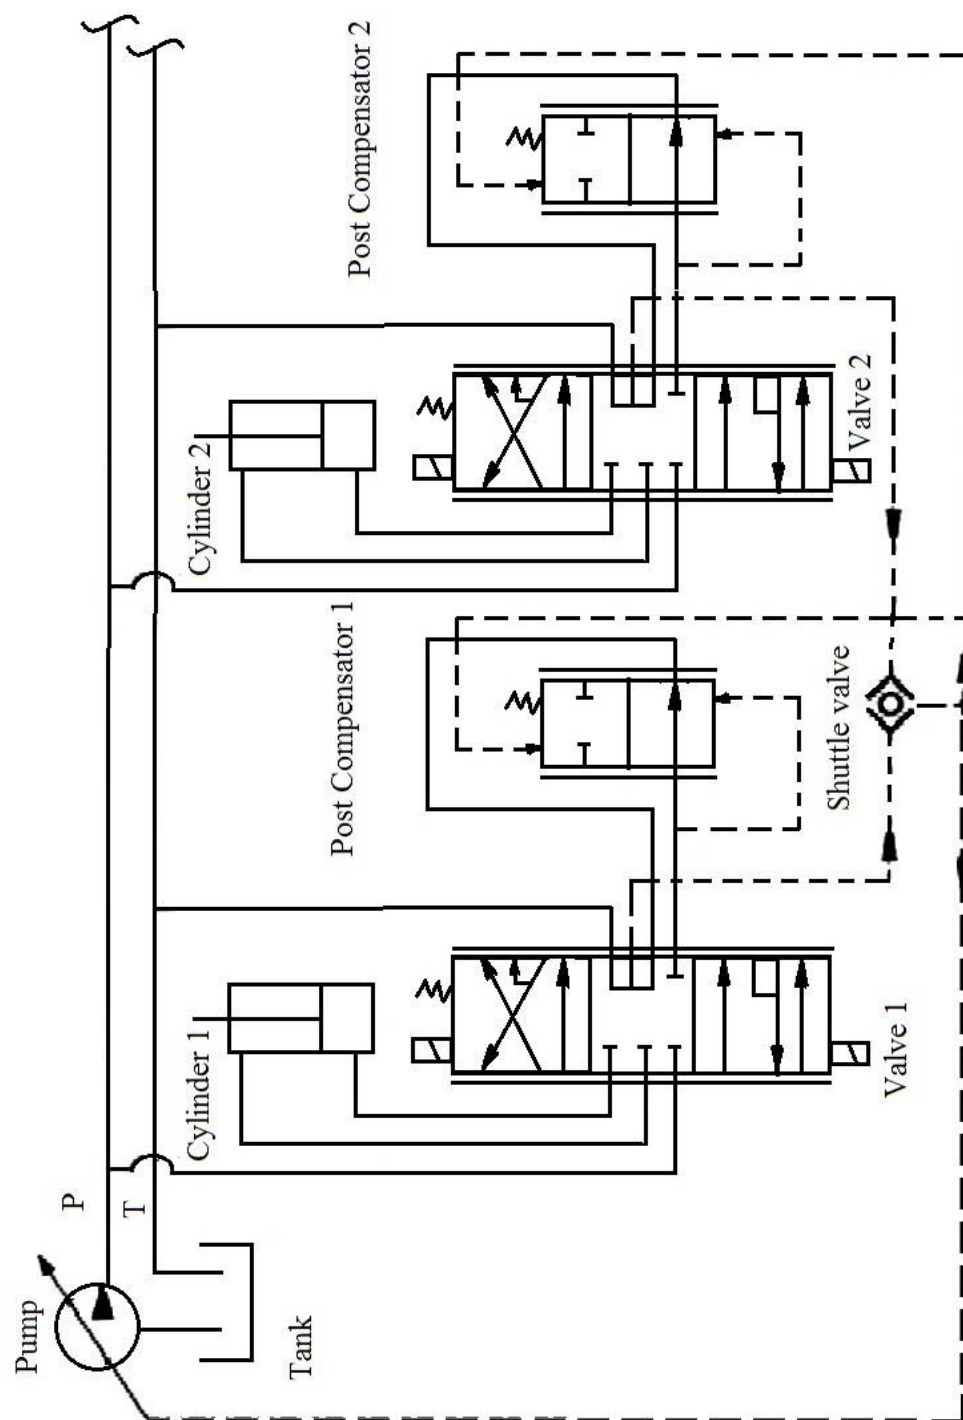 Pump
P
T
Tank
Cylinder 1
Valve 1
Post Compensator 1
Shuttle valve
Cylinder 2
Valve 2
Post Compensator 2